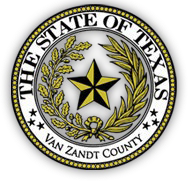 THE STATE OF TEXAS
VAN ZANDT COUNTY